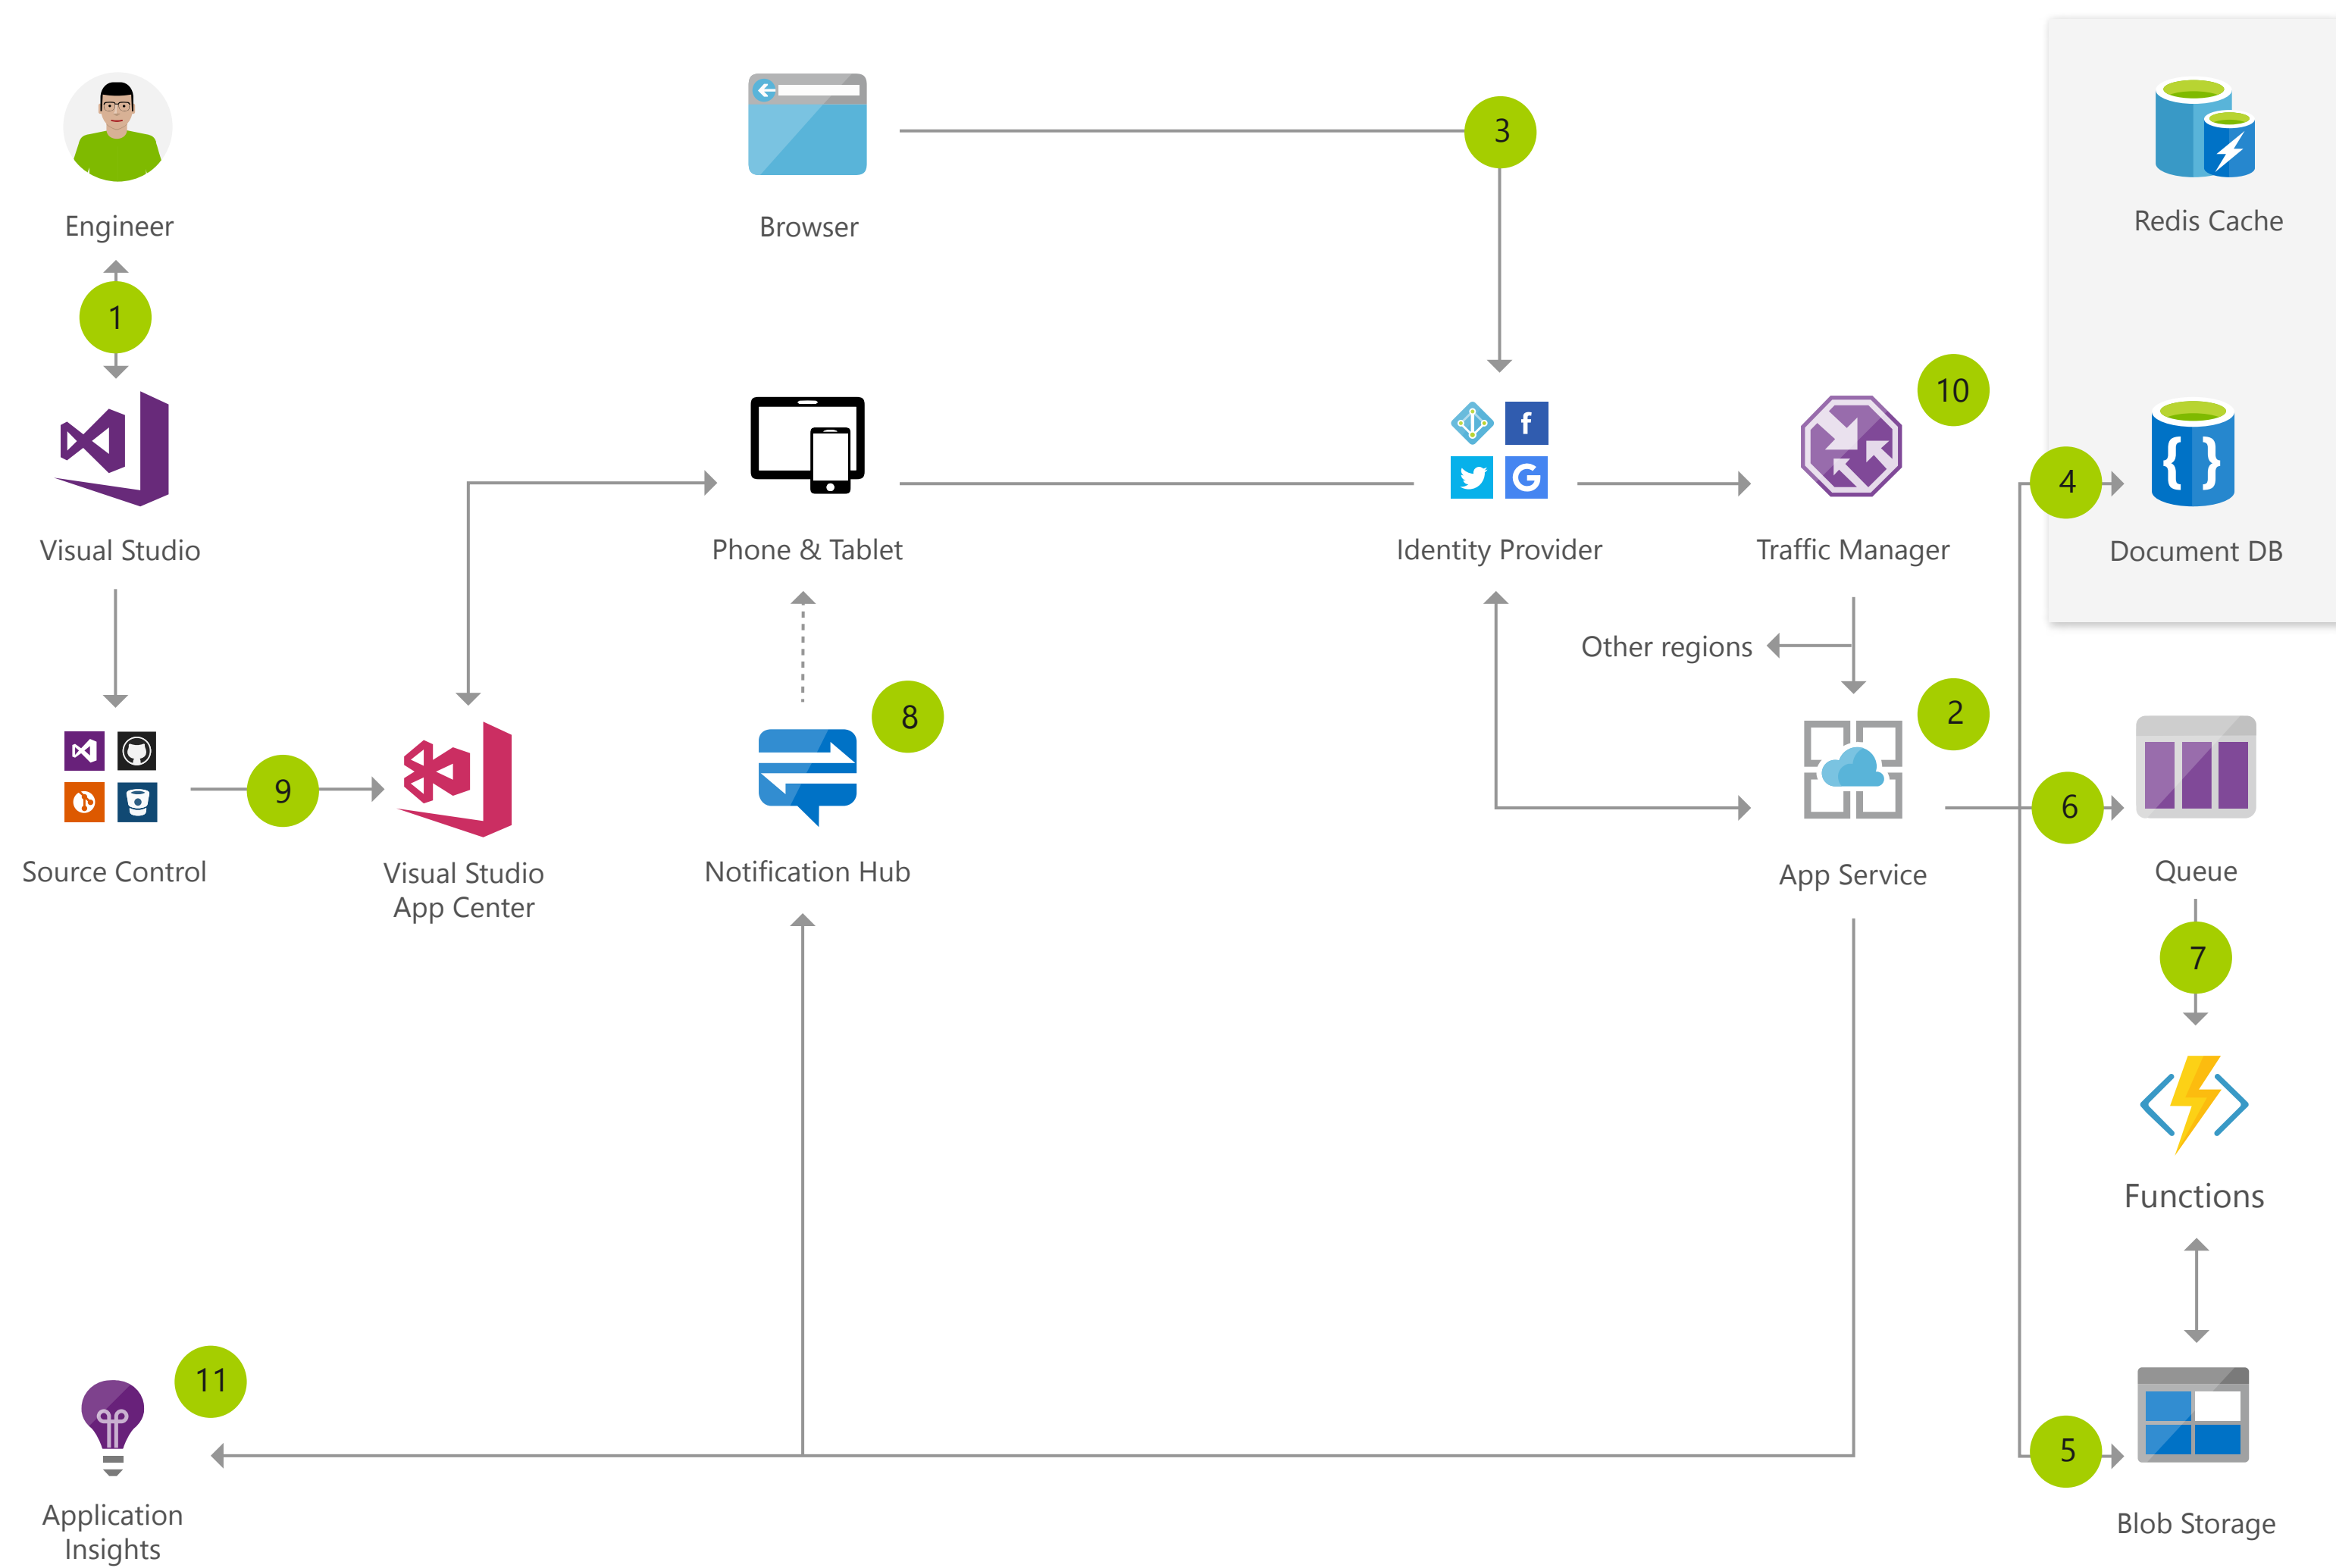 Engineer
Browser
3
Redis Cache
1
10
4
Visual Studio
Phone & Tablet
f
G
Identity Provider
Traffic Manager
{ }
Document DB
Other regions
8
2
9
6
Source Control
Visual Studio
App Center
Notification Hub
App Service
Queue
7
Functions
11
5
Application
Insights
Blob Storage